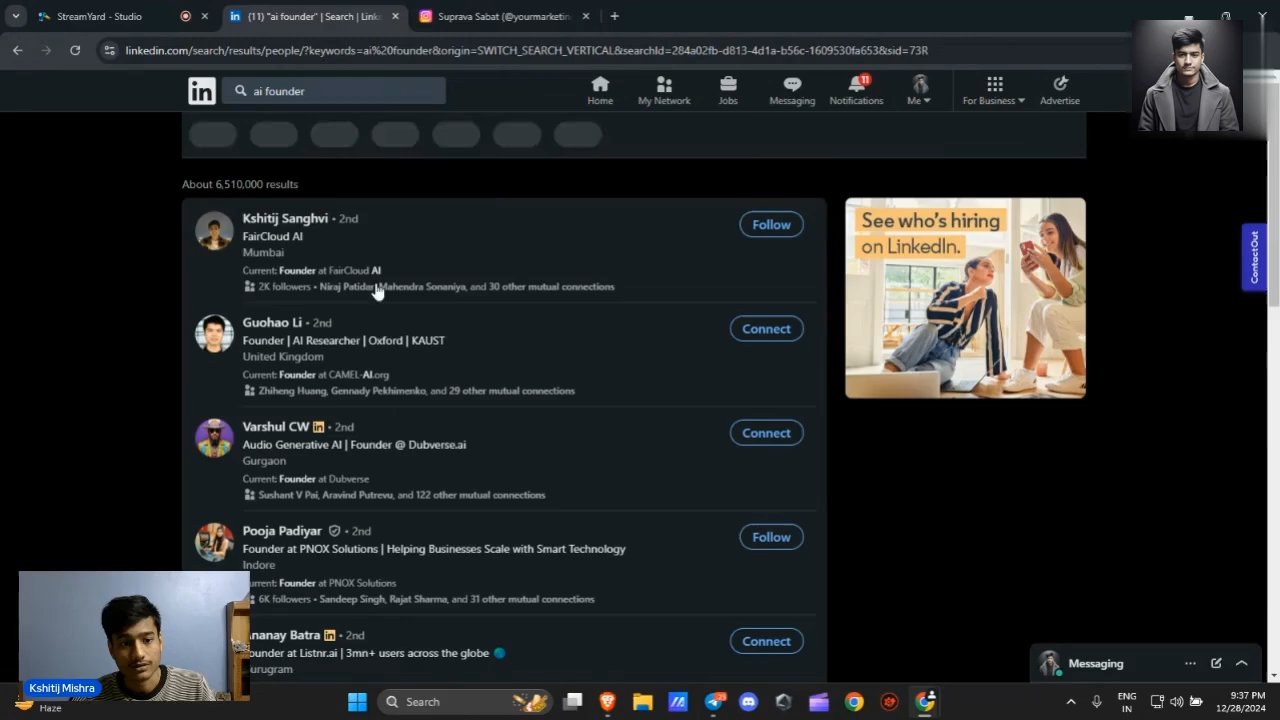 StreamYard - Studio
(11) "ai founder" | Search | Link
Suprava Sabat (@yourmarketin
linkedin.com/search/results/people/?keywords=ai%20founder&origin=SWITCH_SEARCH_VERTICAL&searchId=284a02fb-d813-4d1a-b56c-1609530fa653&sid=73R
in
ai founder
Home
My Network
Jobs
Messaging
11
Notifications
Me
For Business
Advertise
About 6,510,000 results
Kshitij Sanghvi • 2nd
FairCloud AI
Mumbai
Current: Founder at FairCloud AI
2K followers • Niraj Patidar, Mahendra Sonaniya, and 30 other mutual connections
Follow
Guohao Li • 2nd
Founder | AI Researcher | Oxford | KAUST
United Kingdom
Current: Founder at CAMEL-AI.org
Zhiheng Huang, Gennady Pekhimenko, and 29 other mutual connections
Connect
Varshul CW in • 2nd
Audio Generative AI | Founder @ Dubverse.ai
Gurgaon
Current: Founder at Dubverse
Sushant V Pai, Aravind Putrevu, and 122 other mutual connections
Connect
Pooja Padiyar • 2nd
Founder at PNOX Solutions | Helping Businesses Scale with Smart Technology
Indore
urrent: Founder at PNOX Solutions
6K followers • Sandeep Singh, Rajat Sharma, and 31 other mutual connections
Follow
nanay Batra in • 2nd
ounder at Listnr.ai | 3mn+ users across the globe
urugram
Connect
See who's hiring
on LinkedIn.
ContactOut
Messaging
Kshitij Mishra
Haze
Search
ENG
IN
9:37 PM
12/28/2024